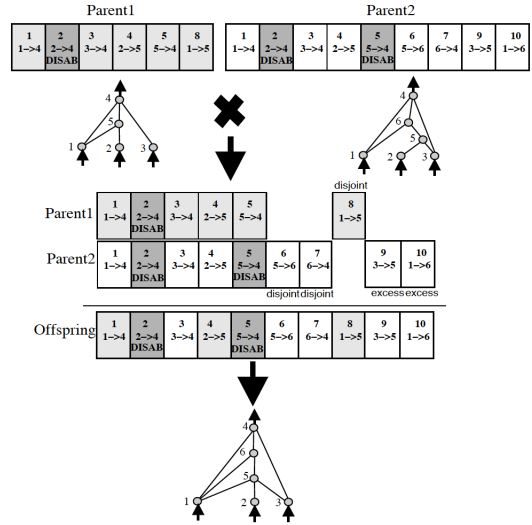 Parent1 Parent2
1 2 3 4 5 8 1 2 3 4 5 6 7 9 10
1->4 2->4 3->4 2->5 5->4 1->5 1->4 2->4 3->4 2->5 5->4 5->6 6->4 3->5 1->6
DISAB DISAB DISAB
4 4
5 6
5
1 2 3 1 2 3
disjoint
Parent1 1 2 3 4 5 8
1->4 2->4 3->4 2->5 5->4 1->5
DISAB
Parent2 1 2 3 4 5 6 7 9 10
1->4 2->4 3->4 2->5 5->4 5->6 6->4 3->5 1->6
DISAB DISAB
disjoint disjoint excess excess
Offspring 1 2 3 4 5 6 7 8 9 10
1->4 2->4 3->4 2->5 5->4 5->6 6->4 1->5 3->5 1->6
DISAB DISAB
4
6
5
1 2 3